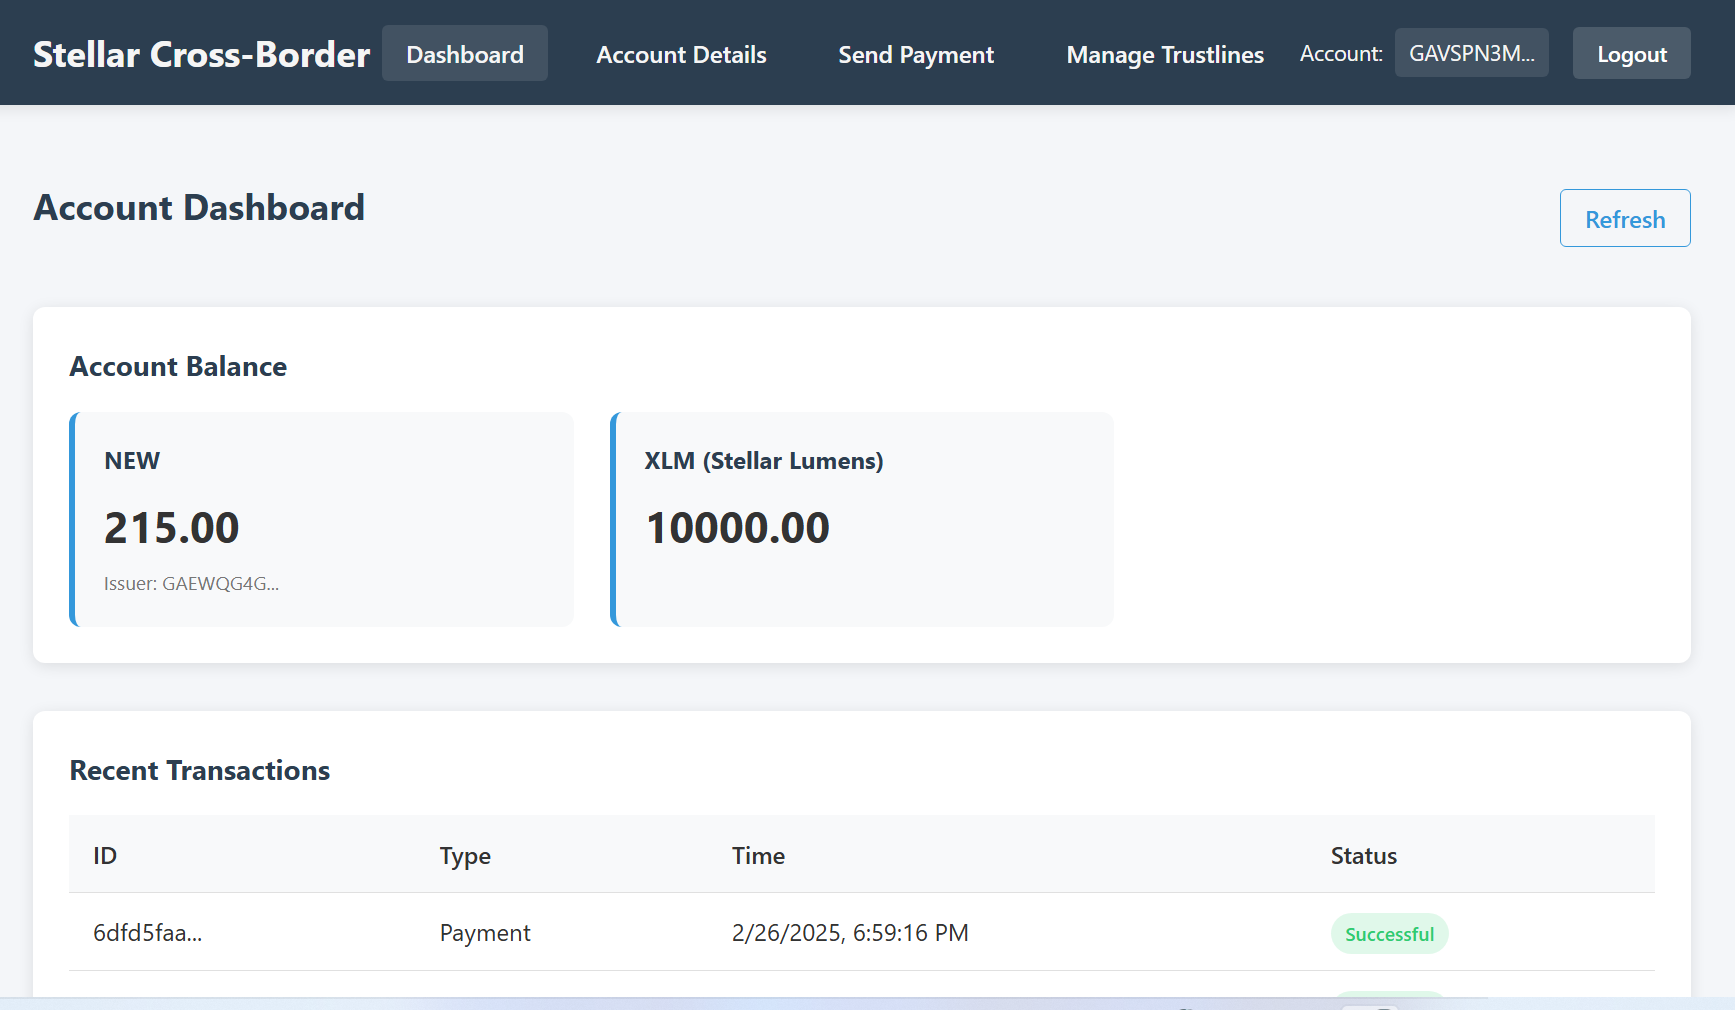 Stellar Cross-Border Dashboard Account Details Send Payment Manage Trustlines Account: GAVSPN3M... Logout
Account Dashboard
Refresh
Account Balance
NEW
215.00
Issuer: GAEWQG4G...
XLM (Stellar Lumens)
10000.00
Recent Transactions
ID Type Time Status
6dfd5faa... Payment 2/26/2025, 6:59:16 PM Successful